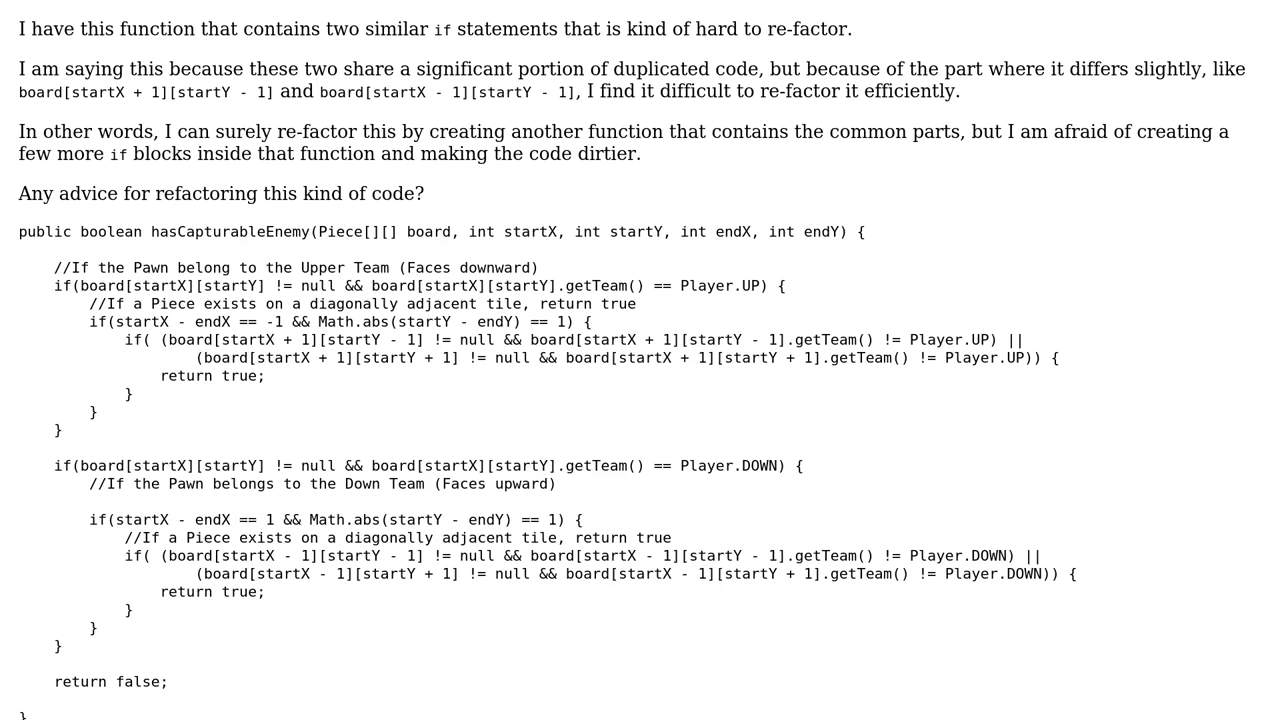 I have this function that contains two similar if statements that is kind of hard to re-factor.
I am saying this because these two share a significant portion of duplicated code, but because of the part where it differs slightly, like
board[startX + 1][startY - 1] and board[startX - 1][startY - 1], I find it difficult to re-factor it efficiently.
In other words, I can surely re-factor this by creating another function that contains the common parts, but I am afraid of creating a
few more if blocks inside that function and making the code dirtier.
Any advice for refactoring this kind of code?
public boolean hasCapturableEnemy(Piece[][] board, int startX, int startY, int endX, int endY) {
    //If the Pawn belong to the Upper Team (Faces downward)
    if(board[startX][startY] != null && board[startX][startY].getTeam() == Player.UP) {
        //If a Piece exists on a diagonally adjacent tile, return true
        if(startX - endX == -1 && Math.abs(startY - endY) == 1) {
            if( (board[startX + 1][startY - 1] != null && board[startX + 1][startY - 1].getTeam() != Player.UP) ||
                    (board[startX + 1][startY + 1] != null && board[startX + 1][startY + 1].getTeam() != Player.UP)) {
                return true;
            }
        }
    }
    if(board[startX][startY] != null && board[startX][startY].getTeam() == Player.DOWN) {
        //If the Pawn belongs to the Down Team (Faces upward)
        if(startX - endX == 1 && Math.abs(startY - endY) == 1) {
            //If a Piece exists on a diagonally adjacent tile, return true
            if( (board[startX - 1][startY - 1] != null && board[startX - 1][startY - 1].getTeam() != Player.DOWN) ||
                    (board[startX - 1][startY + 1] != null && board[startX - 1][startY + 1].getTeam() != Player.DOWN)) {
                return true;
            }
        }
    }
    return false;
}